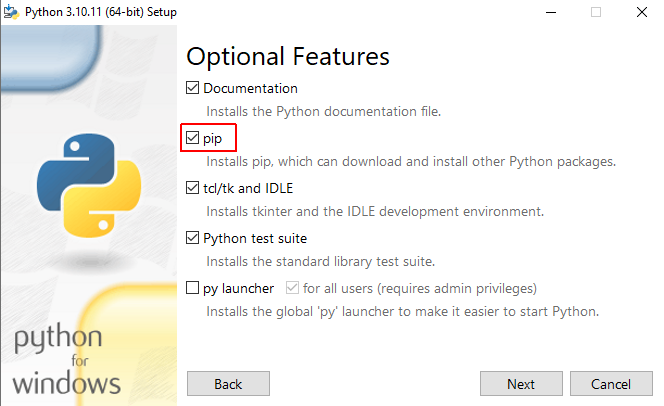 Python 3.10.11 (64-bit) Setup
Optional Features
Documentation
Installs the Python documentation file.
pip
Installs pip, which can download and install other Python packages.
tcl/tk and IDLE
Installs tkinter and the IDLE development environment.
Python test suite
Installs the standard library test suite.
py launcher for all users (requires admin privileges)
Installs the global 'py' launcher to make it easier to start Python.
python
for
windows
Back Next Cancel